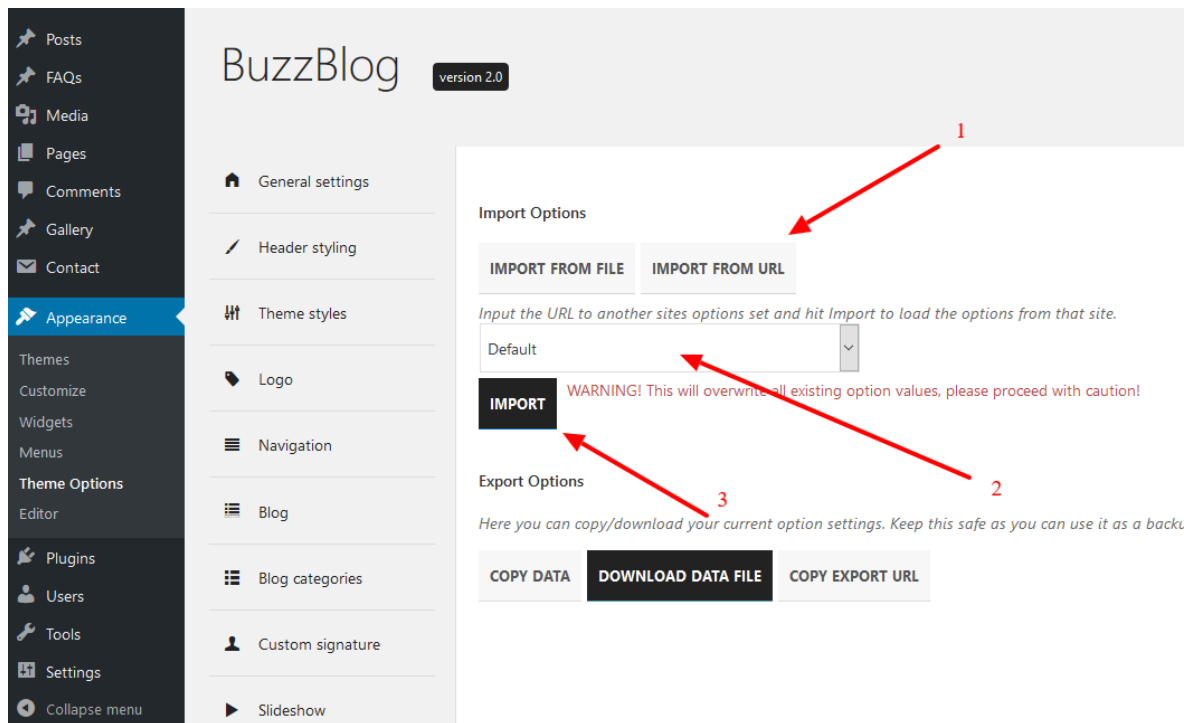 Posts
FAQs
Media
Pages
Comments
Gallery
Contact
Appearance
Themes
Customize
Widgets
Menus
Theme Options
Editor
Plugins
Users
Tools
Settings
Collapse menu
BuzzBlog version 2.0
General settings
Header styling
Theme styles
Logo
Navigation
Blog
Blog categories
Custom signature
Slideshow
1
Import Options
IMPORT FROM FILE IMPORT FROM URL
Input the URL to another sites options set and hit Import to load the options from that site.
Default
IMPORT WARNING! This will overwrite all existing option values, please proceed with caution!
Export Options
2
3
Here you can copy/download your current option settings. Keep this safe as you can use it as a backu
COPY DATA DOWNLOAD DATA FILE COPY EXPORT URL